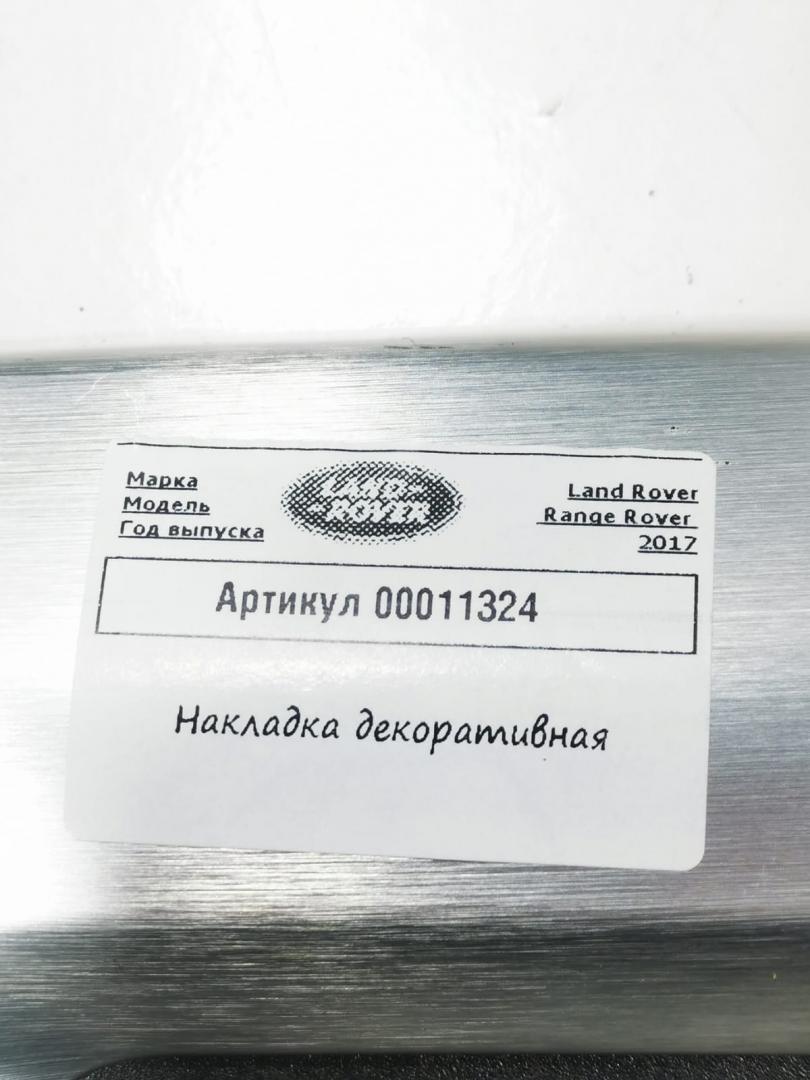 Марка Land Rover
Модель Range Rover
Год выпуска 2017
LAND-
-ROVER
Артикул 00011324
Накладка декоративная